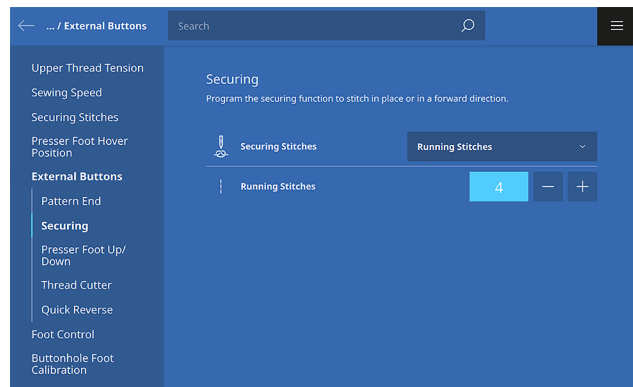 ... / External Buttons
Search
Upper Thread Tension
Sewing Speed
Securing Stitches
Presser Foot Hover
Position
External Buttons
Pattern End
Securing
Presser Foot Up/
Down
Thread Cutter
Quick Reverse
Foot Control
Buttonhole Foot
Calibration
Securing
Program the securing function to stitch in place or in a forward direction.
Securing Stitches
Running Stitches
Running Stitches
4